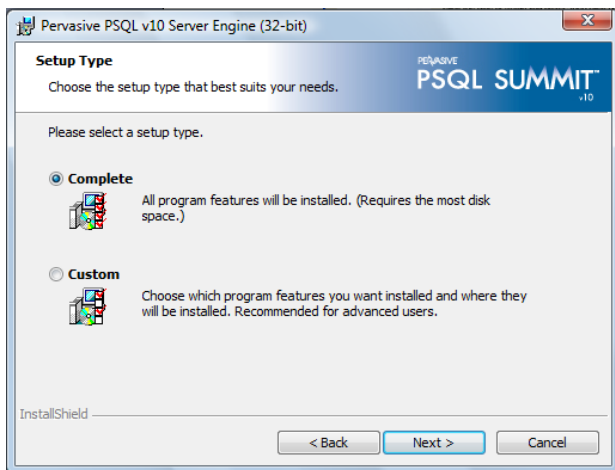 Pervasive PSQL v10 Server Engine (32-bit)
Setup Type
Choose the setup type that best suits your needs.
PERVASIVE
PSQL SUMMIT™
v10
Please select a setup type.
Complete
All program features will be installed. (Requires the most disk
space.)
Custom
Choose which program features you want installed and where they
will be installed. Recommended for advanced users.
InstallShield
< Back
Next >
Cancel